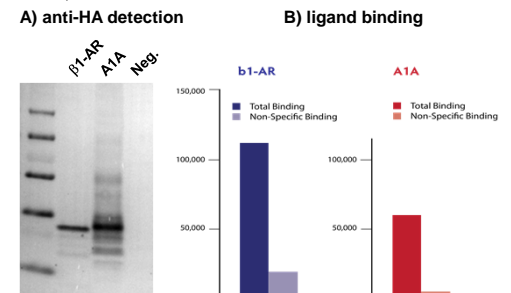 A) anti-HA detection
B) ligand binding
β1-AR
A1A
Neg.
b1-AR
150,000
Total Binding
Non-Specific Binding
100,000
50,000
A1A
Total Binding
Non-Specific Binding
100,000
50,000